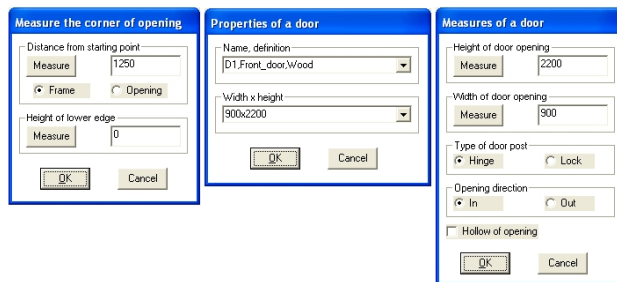 Measure the corner of opening
Distance from starting point
Measure 1250
Frame Opening
Height of lower edge
Measure 0
OK Cancel
Properties of a door
Name, definition
D1,Front_door,Wood
Width x height
900x2200
OK Cancel
Measures of a door
Height of door opening
Measure 2200
Width of door opening
Measure 900
Type of door post
Hinge Lock
Opening direction
In Out
Hollow of opening
OK Cancel